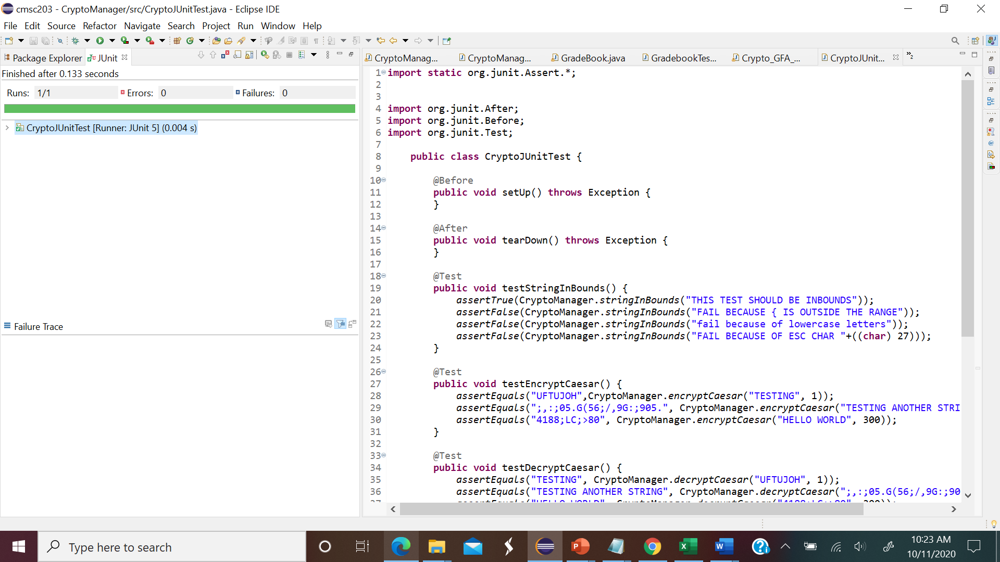 cmsc203 - CryptoManager/src/CryptoJUnitTest.java - Eclipse IDE
File Edit Source Refactor Navigate Search Project Run Window Help
Package Explorer JUnit
CryptoManag... CryptoManag... GradeBook.java GradebookTes... Crypto_GFA_... CryptoJUnit... »2
Finished after 0.133 seconds
Runs: 1/1 Errors: 0 Failures: 0
CryptoJUnitTest [Runner: JUnit 5] (0.004 s)
Failure Trace
1 import static org.junit.Assert.*;
2
3
4 import org.junit.After;
5 import org.junit.Before;
6 import org.junit.Test;
7
8 public class CryptoJUnitTest {
9
10 @Before
11 public void setUp() throws Exception {
12 }
13
14 @After
15 public void tearDown() throws Exception {
16 }
17
18 @Test
19 public void testStringInBounds() {
20 assertTrue(CryptoManager.stringInBounds("THIS TEST SHOULD BE INBOUNDS"));
21 assertFalse(CryptoManager.stringInBounds("FAIL BECAUSE { IS OUTSIDE THE RANGE"));
22 assertFalse(CryptoManager.stringInBounds("fail because of lowercase letters"));
23 assertFalse(CryptoManager.stringInBounds("FAIL BECAUSE OF ESC CHAR "+((char) 27)));
24 }
25
26 @Test
27 public void testEncryptCaesar() {
28 assertEquals("UFTUJOH",CryptoManager.encryptCaesar("TESTING", 1));
29 assertEquals(";,:;05.G(56;/,9G:;905.", CryptoManager.encryptCaesar("TESTING ANOTHER STRI
30 assertEquals("4188;LC;>80", CryptoManager.encryptCaesar("HELLO WORLD", 300));
31 }
32
33 @Test
34 public void testDecryptCaesar() {
35 assertEquals("TESTING", CryptoManager.decryptCaesar("UFTUJOH", 1));
36 assertEquals("TESTING ANOTHER STRING", CryptoManager.decryptCaesar(";,:;05.G(56;/,9G:;90
Type here to search
10:23 AM
10/11/2020